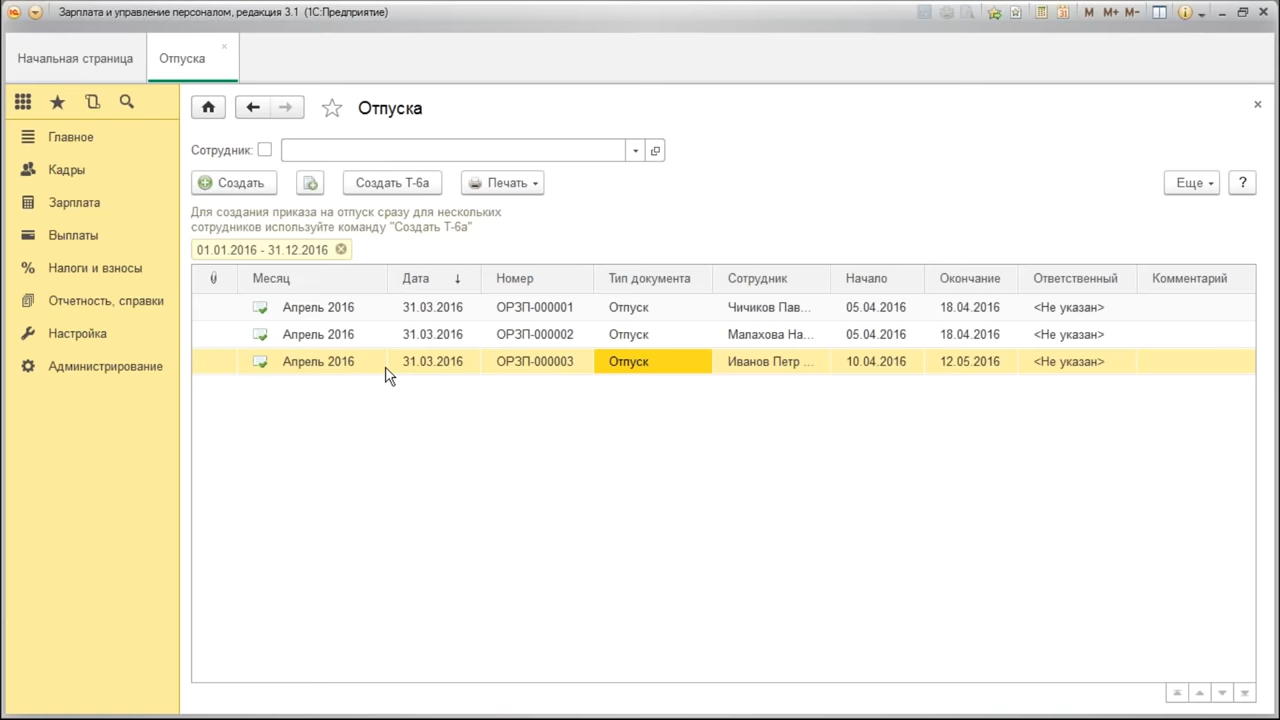 Зарплата и управление персоналом, редакция 3.1 (1С:Предприятие)
M M+ M-
Начальная страница
Отпуска
Главное
Кадры
Зарплата
Выплаты
Налоги и взносы
Отчетность, справки
Настройка
Администрирование
Отпуска
Сотрудник:
Создать Создать Т-6а Печать Еще ?
Для создания приказа на отпуск сразу для нескольких
сотрудников используйте команду "Создать Т-6а"
01.01.2016 - 31.12.2016
Месяц Дата ↓ Номер Тип документа Сотрудник Начало Окончание Ответственный Комментарий
Апрель 2016 31.03.2016 ОРЗП-000001 Отпуск Чичиков Пав... 05.04.2016 18.04.2016 <Не указан>
Апрель 2016 31.03.2016 ОРЗП-000002 Отпуск Малахова На... 05.04.2016 18.04.2016 <Не указан>
Апрель 2016 31.03.2016 ОРЗП-000003 Отпуск Иванов Петр ... 10.04.2016 12.05.2016 <Не указан>